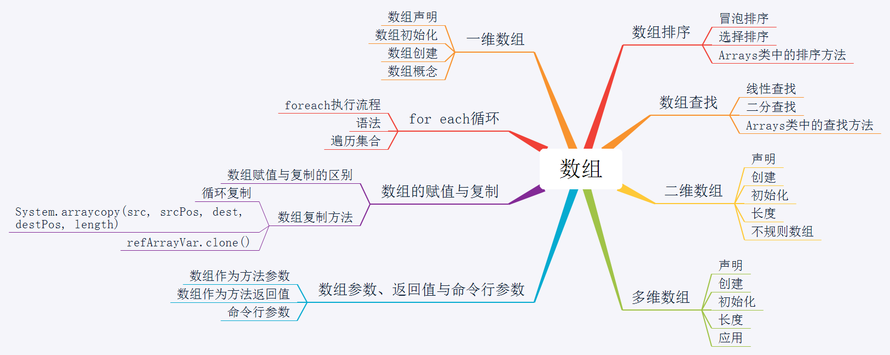 数组
数组排序
冒泡排序
选择排序
Arrays类中的排序方法
数组查找
线性查找
二分查找
Arrays类中的查找方法
二维数组
声明
创建
初始化
长度
不规则数组
多维数组
声明
创建
初始化
长度
应用
一维数组
数组声明
数组初始化
数组创建
数组概念
for each循环
foreach执行流程
语法
遍历集合
数组的赋值与复制
数组赋值与复制的区别
数组复制方法
循环复制
System.arraycopy(src, srcPos, dest,
destPos, length)
refArrayVar.clone()
数组参数、返回值与命令行参数
数组作为方法参数
数组作为方法返回值
命令行参数